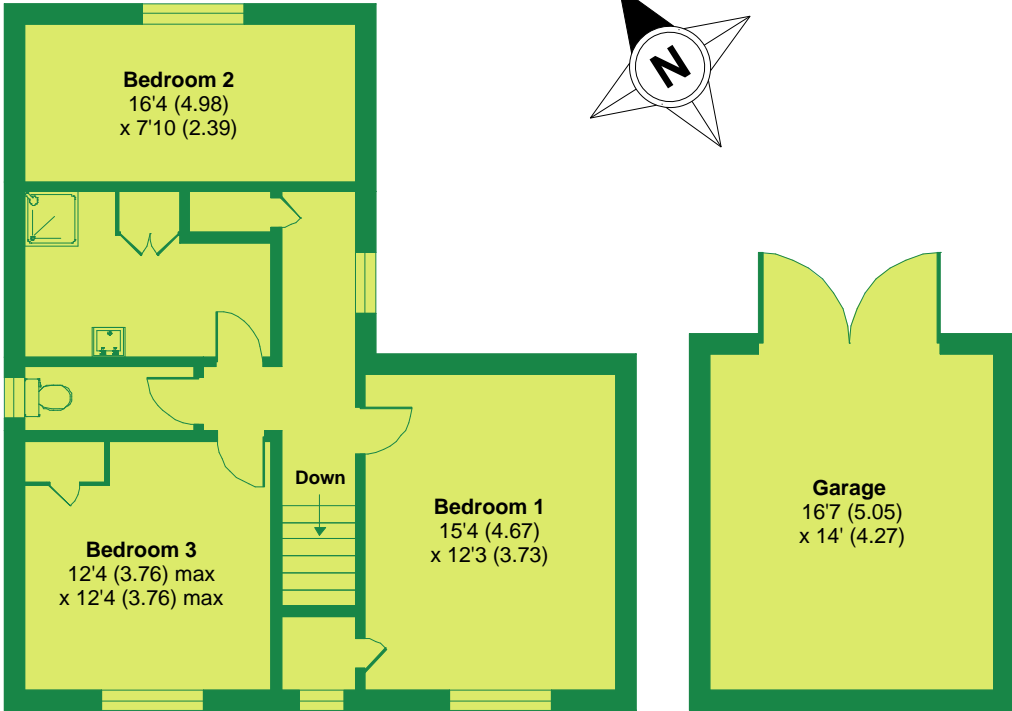 Bedroom 2
16'4 (4.98)
x 7'10 (2.39)
N
Down
Bedroom 1
15'4 (4.67)
x 12'3 (3.73)
Garage
16'7 (5.05)
x 14' (4.27)
Bedroom 3
12'4 (3.76) max
x 12'4 (3.76) max